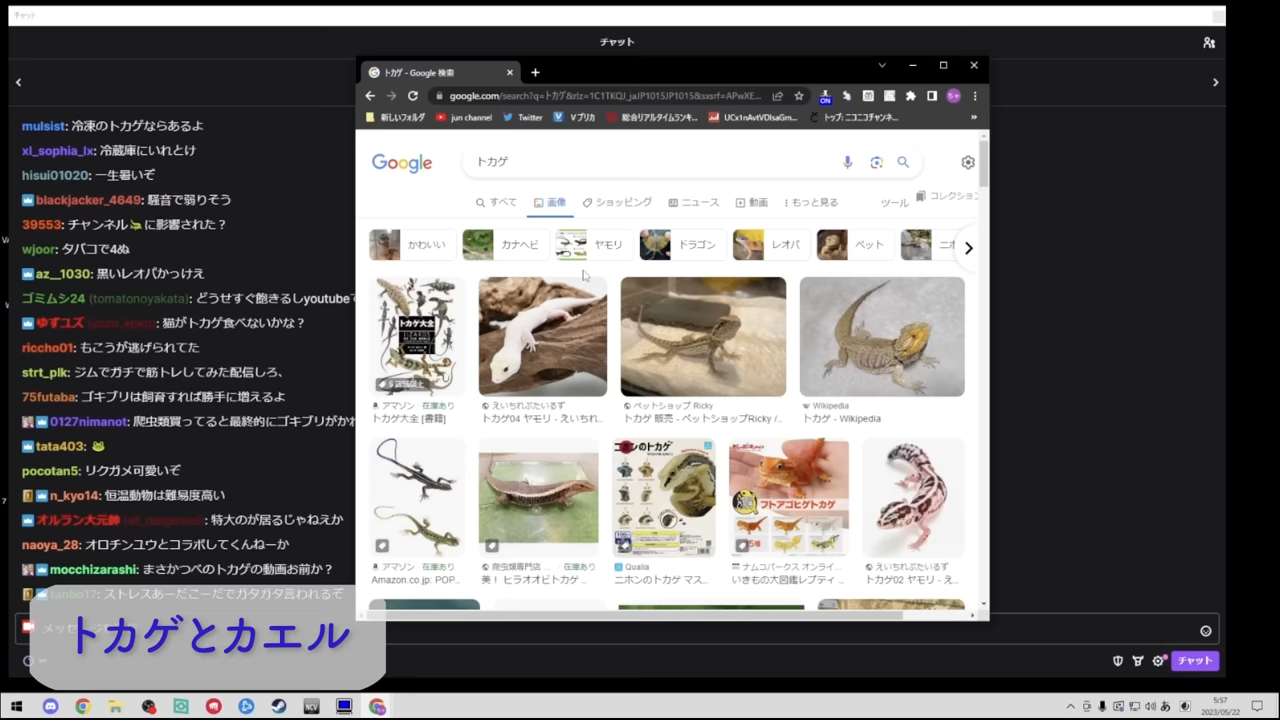 チャット
チャット
mulsist: 冷凍のトカゲならあるよ
xi_sophia_lx: 冷蔵庫にいれとけ
hisui01020: 一生暑いぞ
blackjacker_4649: 騒音で弱りそう
39553: チャンネル🦎に影響された？
wjoor: タバコで4ぬ
az__1030: 黒いレオパかっけえ
ゴミムシ24 (tomatonoyakata): どうせすぐ飽きるしyoutubeで
ゆずユズ : 猫がトカゲ食べないかな？
riccho01: もこうが逃げられてた
strt_plk: ジムでガチで筋トレしてみた配信しろ、
75futaba: ゴキブリは飼育すれば勝手に増えるよ
0127nimano: 爬虫類飼ってると最終的にゴキブリがかわ
tata403: 🐸
pocotan5: リクガメ可愛いぞ
n_kyo14: 恒温動物は難易度高い
オルラン大元帥 : 特大のが居るじゃねえか
naoya_28: オロチンユウとコラボしてくんねーか
mocchizarashi: まさかつべのトカゲの動画お前か？
tanbo17: ストレスあーだこーだでガタガタ言われるぞ
トカゲとカエル
チャット
トカゲ - Google 検索
google.com/search?q=トカゲ&rlz=1C1TKQJ_jaJP1015JP1015&sxsrf=APwXE...
ON
新しいフォルダ jun channel Twitter Vプリカ 総合リアルタイムランキ... UCx1nAvtVDlsaGm... トップ: ニコニコチャンネ... »
Google トカゲ
すべて 画像 ショッピング ニュース 動画 もっと見る ツール コレクション
かわいい カナヘビ ヤモリ ドラゴン レオパ ペット ニホ
トカゲ大全
アマゾン · 在庫あり
トカゲ大全 [書籍]
えいちれぷたいるず
トカゲ04 ヤモリ - えいちれ...
ペットショップ Ricky
トカゲ 販売 - ペットショップRicky /...
Wikipedia
トカゲ - Wikipedia
ニホンのトカゲ
フトアゴヒゲトカゲ
アマゾン · 在庫あり
Amazon.co.jp: POP...
爬虫類専門店 ... · 在庫あり
美！ ヒラオオビトカゲ ...
Qualia
ニホンのトカゲ マス...
ナムコパークス オンライ...
いきもの大図鑑レプティ ...
えいちれぷたいるず
トカゲ02 ヤモリ - え...
NCV
あ
5:57
2023/05/22